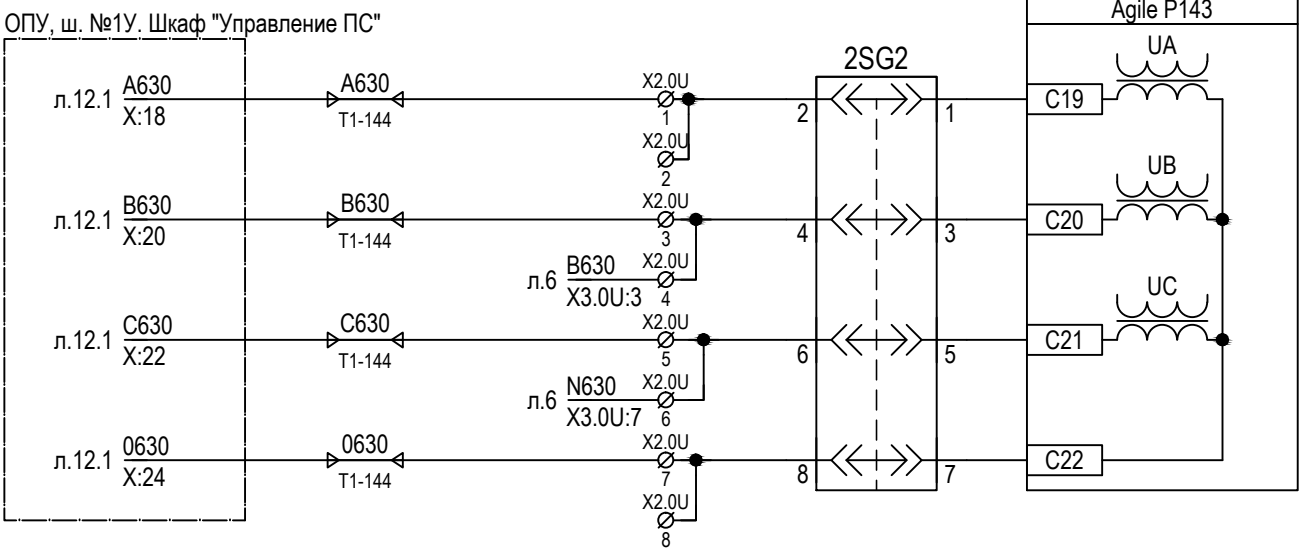 ОПУ, ш. №1У. Шкаф "Управление ПС"
Agile P143
2SG2
UA
л.12.1 A630 A630 X2.0U
X:18 T1-144 1 2 1 C19
X2.0U
2
UB
л.12.1 B630 B630 X2.0U
X:20 T1-144 3 4 3 C20
л.6 B630 X2.0U
X3.0U:3 4
UC
л.12.1 C630 C630 X2.0U
X:22 T1-144 5 6 5 C21
л.6 N630 X2.0U
X3.0U:7 6
л.12.1 0630 0630 X2.0U
X:24 T1-144 7 8 7 C22
X2.0U
8